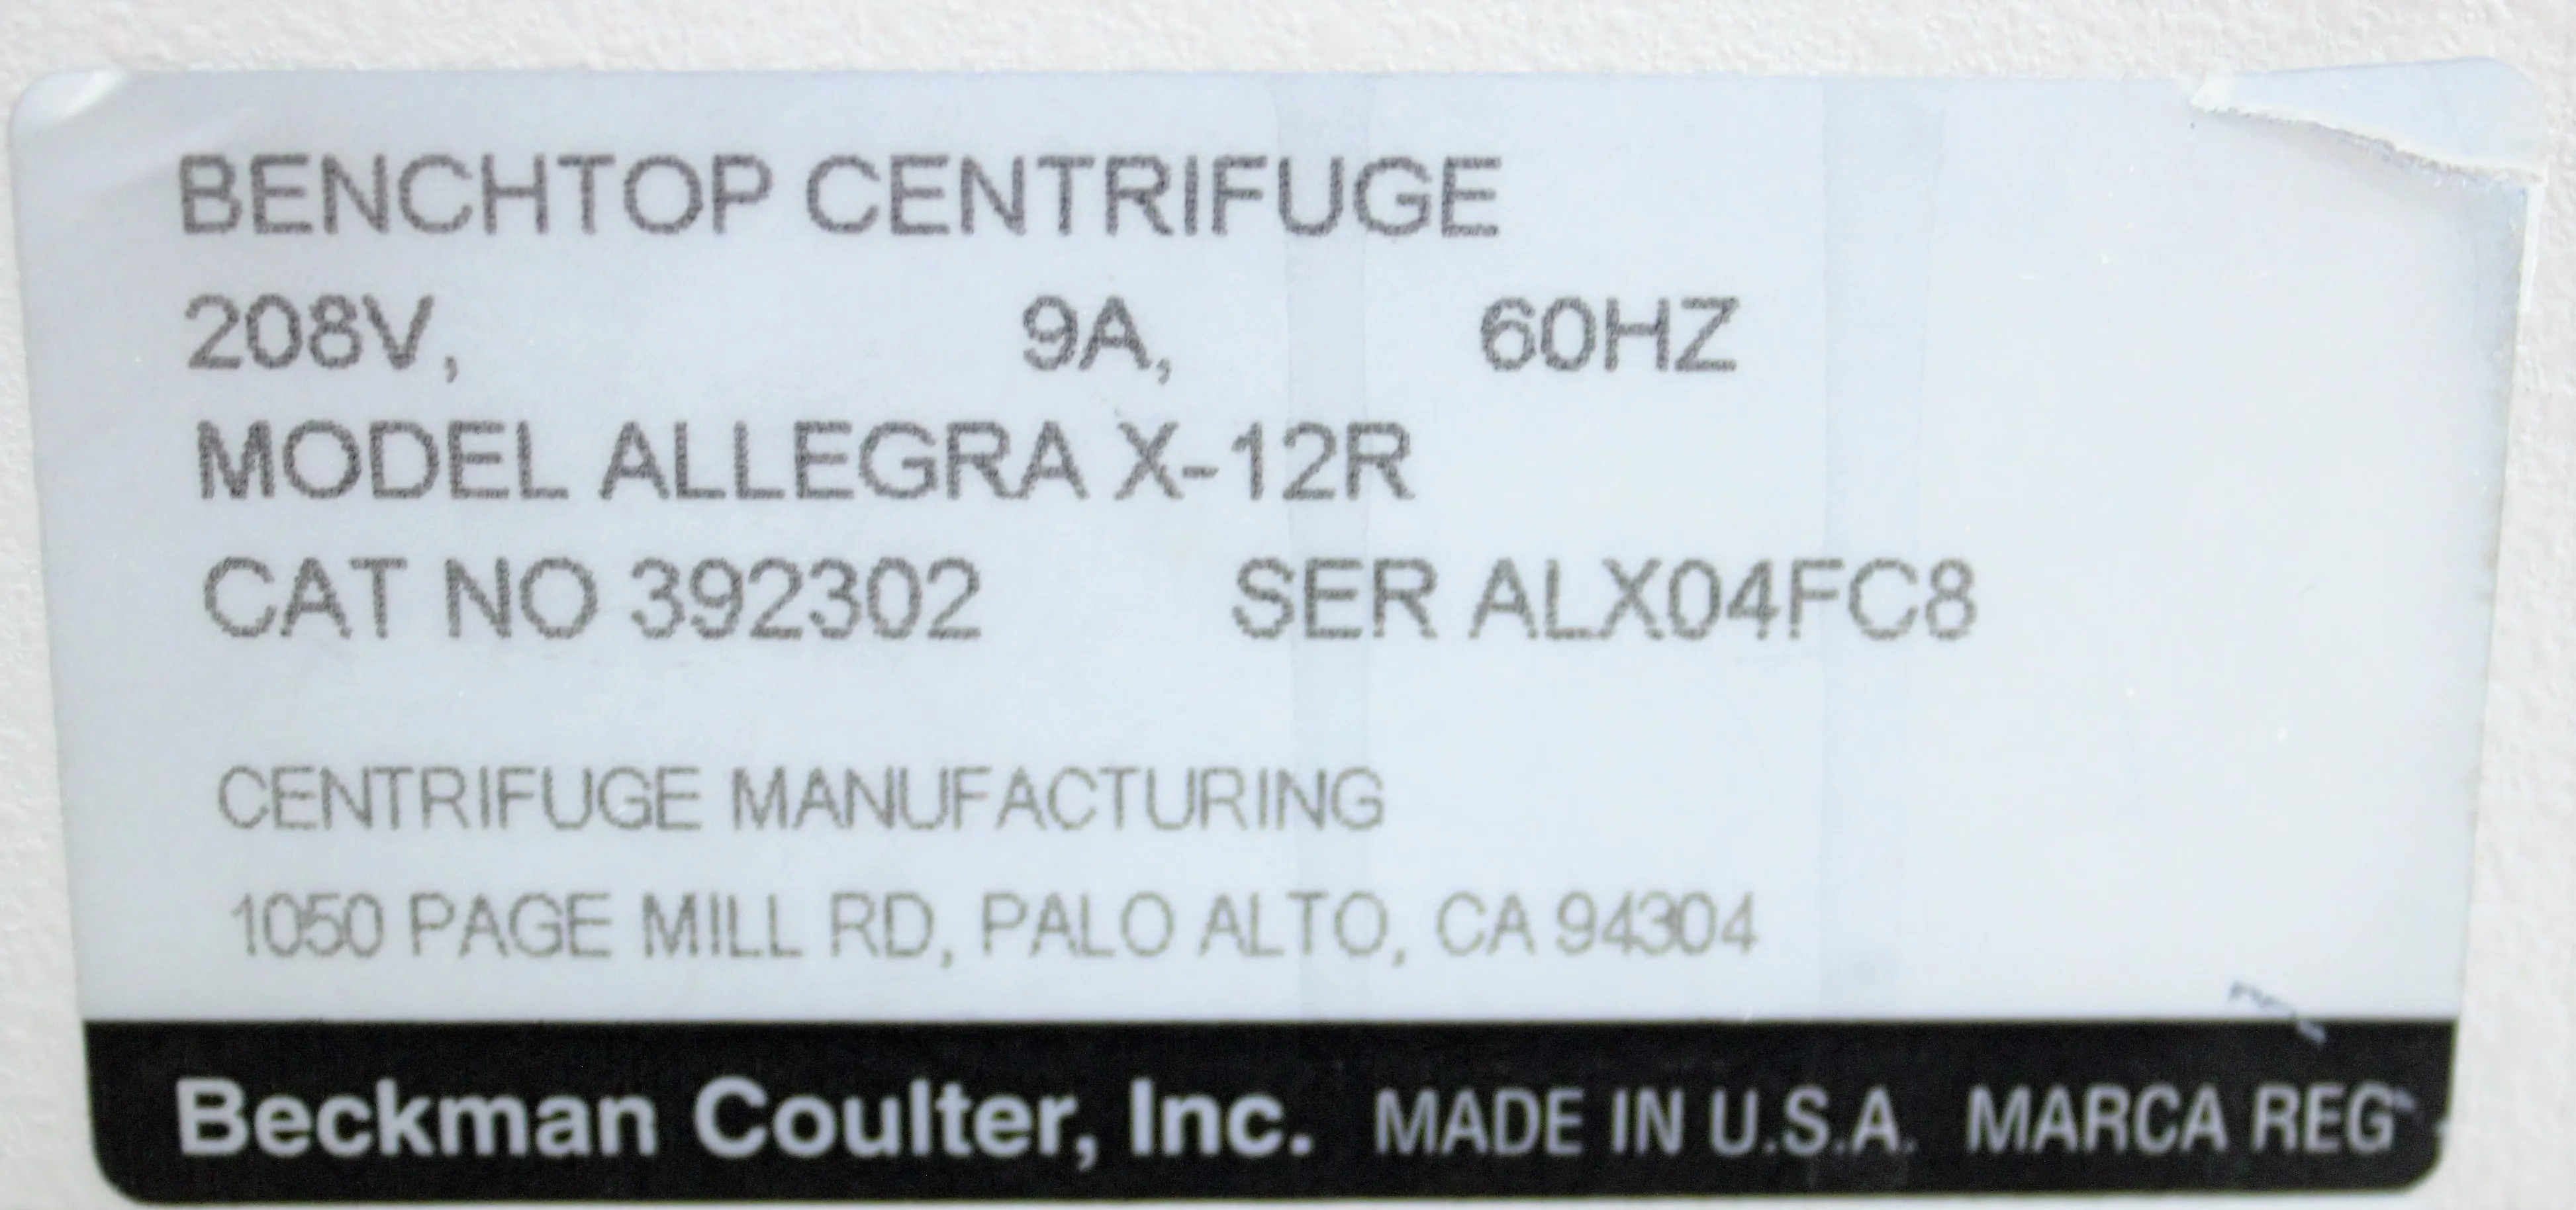 BENCHTOP CENTRIFUGE
208V, 9A, 60HZ
MODEL ALLEGRA X-12R
CAT NO 392302 SER ALX04FC8
CENTRIFUGE MANUFACTURING
1050 PAGE MILL RD, PALO ALTO, CA 94304
Beckman Coulter, Inc. MADE IN U.S.A. MARCA REG